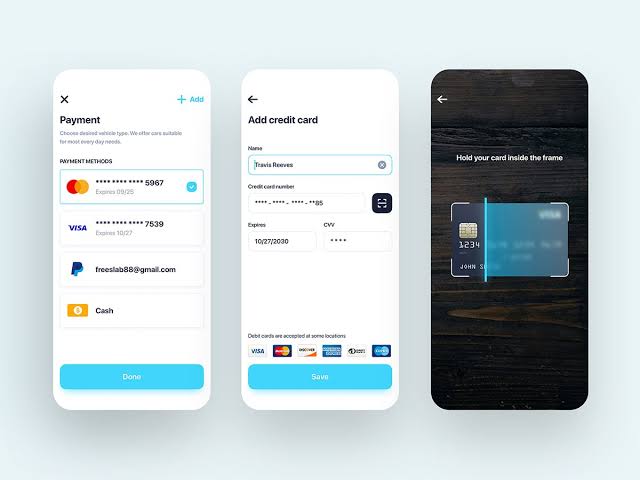 Add
Payment
Choose desired vehicle type. We offer cars suitable
for most every day needs.
PAYMENT METHODS
**** **** **** 5967
Expires 09/25
VISA
**** **** **** 7539
Expires 10/27
freeslab88@gmail.com
Cash
Done
Add credit card
Name
Travis Reeves
Credit card number
**** - **** - **** - **85
Expires
CVV
10/27/2030
****
Debit cards are accepted at some locations
VISA
DISCOVER
Save
Hold your card inside the frame
VISA
1234
JOHN